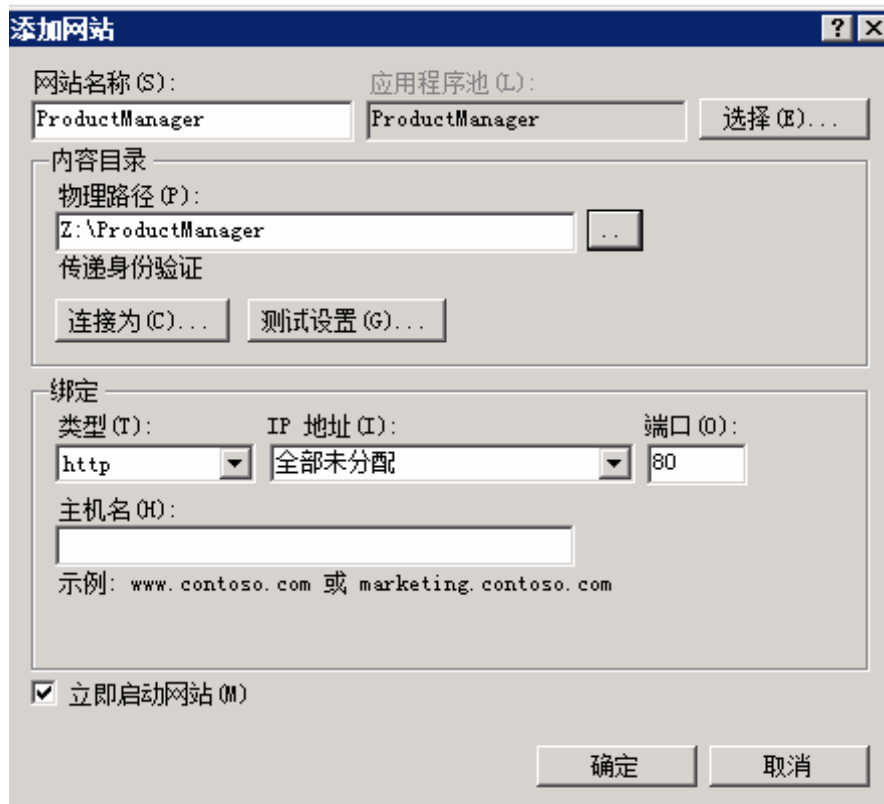 添加网站
网站名称(S): 应用程序池(L):
ProductManager ProductManager 选择(E)...
内容目录
物理路径(P):
Z:\ProductManager ..
传递身份验证
连接为(C)... 测试设置(G)...
绑定
类型(T): IP 地址(I): 端口(O):
http 全部未分配 80
主机名(H):
示例: www.contoso.com 或 marketing.contoso.com
立即启动网站(M)
确定 取消